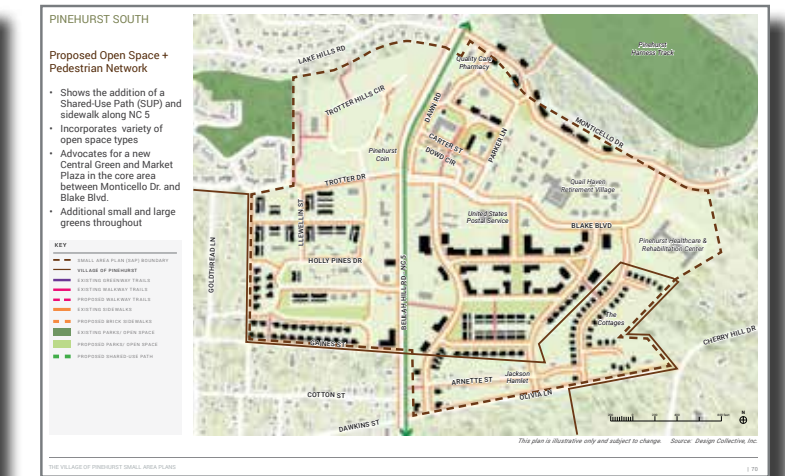 PINEHURST SOUTH
Proposed Open Space +
Pedestrian Network
• Shows the addition of a
Shared-Use Path (SUP) and
sidewalk along NC 5
• Incorporates variety of
open space types
• Advocates for a new
Central Green and Market
Plaza in the core area
between Monticello Dr. and
Blake Blvd.
• Additional small and large
greens throughout
KEY
SMALL AREA PLAN (SAP) BOUNDARY
VILLAGE OF PINEHURST
EXISTING GREENWAY TRAILS
EXISTING WALKWAY TRAILS
PROPOSED WALKWAY TRAILS
EXISTING SIDEWALKS
PROPOSED BRICK SIDEWALKS
EXISTING PARKS/ OPEN SPACE
PROPOSED PARKS/ OPEN SPACE
PROPOSED SHARED-USE PATH
LAKE HILLS RD
Quality Care
Pharmacy
Pinehurst
Harness Track
TROTTER HILLS CIR
DAWN RD
MONTICELLO DR
CARTER ST
PARKER LN
DOWD CIR
Pinehurst
Coin
TROTTER DR
Quail Haven
Retirement Village
LLEWELLIN ST
United States
Postal Service
BLAKE BLVD
GOLDTHREAD LN
HOLLY PINES DR
BEULAH HILL RD
NC 5
Pinehurst Healthcare &
Rehabilitation Center
The
Cottages
GAINES ST
CHERRY HILL DR
Jackson
Hamlet
ARNETTE ST
OLIVIA LN
COTTON ST
DAWKINS ST
N
This plan is illustrative only and subject to change. Source: Design Collective, Inc.
THE VILLAGE OF PINEHURST SMALL AREA PLANS
| 70